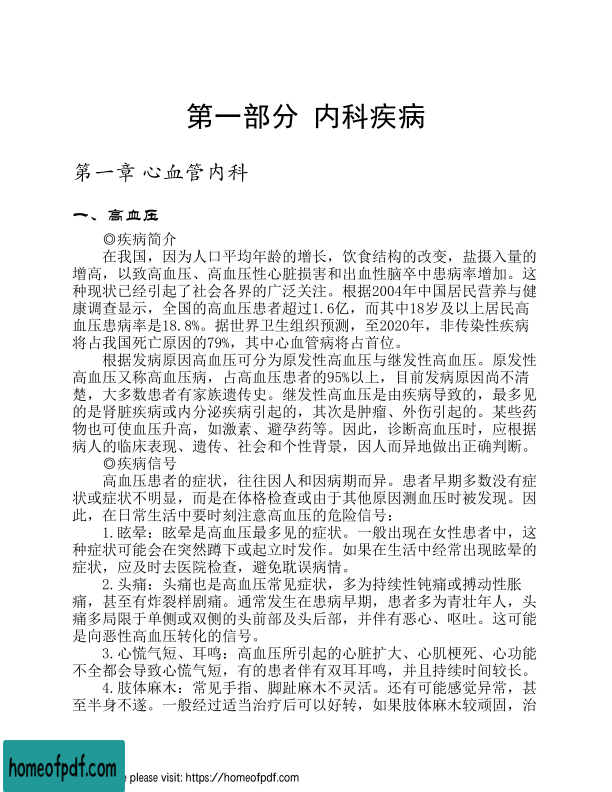 第一部分 内科疾病
第一章 心血管内科
一、高血压
◎疾病简介
在我国，因为人口平均年龄的增长，饮食结构的改变，盐摄入量的
增高，以致高血压、高血压性心脏损害和出血性脑卒中患病率增加。这
种现状已经引起了社会各界的广泛关注。根据2004年中国居民营养与健
康调查显示，全国的高血压患者超过1.6亿，而其中18岁及以上居民高
血压患病率是18.8%。据世界卫生组织预测，至2020年，非传染性疾病
将占我国死亡原因的79%，其中心血管病将占首位。
根据发病原因高血压可分为原发性高血压与继发性高血压。原发性
高血压又称高血压病，占高血压患者的95%以上，目前发病原因尚不清
楚，大多数患者有家族遗传史。继发性高血压是由疾病导致的，最多见
的是肾脏疾病或内分泌疾病引起的，其次是肿瘤、外伤引起的。某些药
物也可使血压升高，如激素、避孕药等。因此，诊断高血压时，应根据
病人的临床表现、遗传、社会和个性背景，因人而异地做出正确判断。
◎疾病信号
高血压患者的症状，往往因人和因病期而异。患者早期多数没有症
状或症状不明显，而是在体格检查或由于其他原因测血压时被发现。因
此，在日常生活中要时刻注意高血压的危险信号：
1.眩晕：眩晕是高血压最多见的症状。一般出现在女性患者中，这
种症状可能会在突然蹲下或起立时发作。如果在生活中经常出现眩晕的
症状，应及时去医院检查，避免耽误病情。
2.头痛：头痛也是高血压常见症状，多为持续性钝痛或搏动性胀
痛，甚至有炸裂样剧痛。通常发生在患病早期，患者多为青壮年人，头
痛多局限于单侧或双侧的头前部及头后部，并伴有恶心、呕吐。这可能
是向恶性高血压转化的信号。
3.心慌气短、耳鸣：高血压所引起的心脏扩大、心肌梗死、心功能
不全都会导致心慌气短，有的患者伴有双耳耳鸣，并且持续时间较长。
4.肢体麻木：常见手指、脚趾麻木不灵活。还有可能感觉异常，甚
至半身不遂。一般经过适当治疗后可以好转，如果肢体麻木较顽固，治
homeofpdf.com
e please visit: https://homeofpdf.com